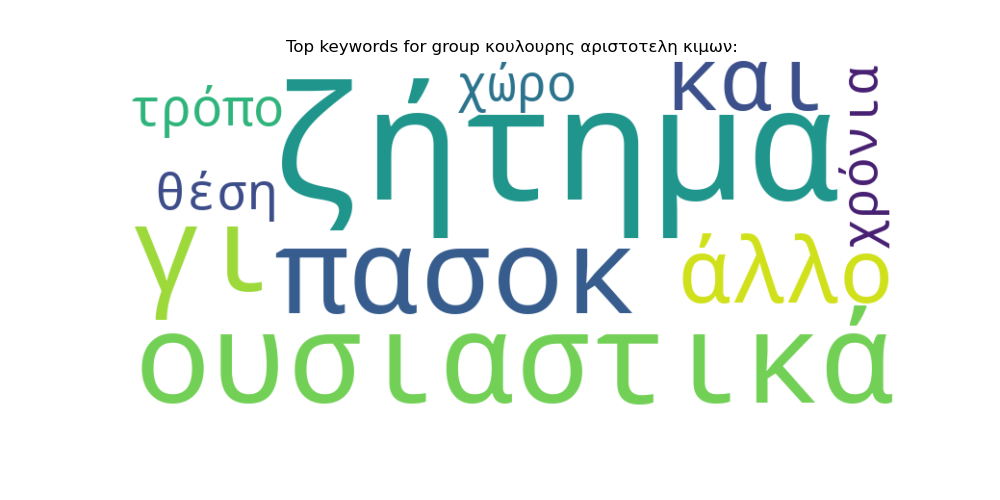 Top keywords for group κουλουρης αριστοτελη κιμων:
τρόπο
ζήτημα
χώρο
και
χρόνια
θέση
γι
πασοκ
άλλο
ουσιαστικά